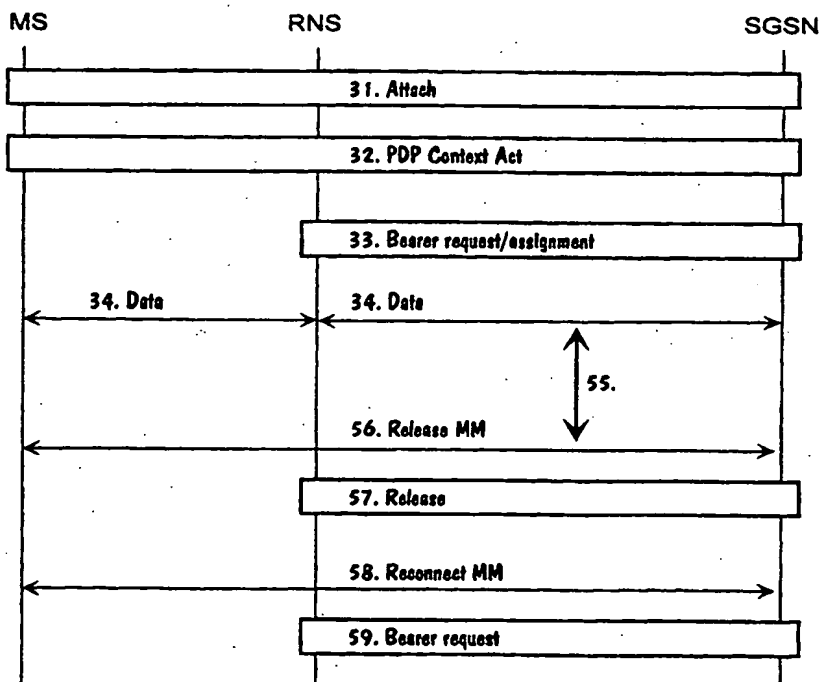 MS RNS SGSN
31. Attach
32. PDP Context Act
33. Bearer request/assignment
34. Data 34. Data
55.
56. Release MM
57. Release
58. Reconnect MM
59. Bearer request